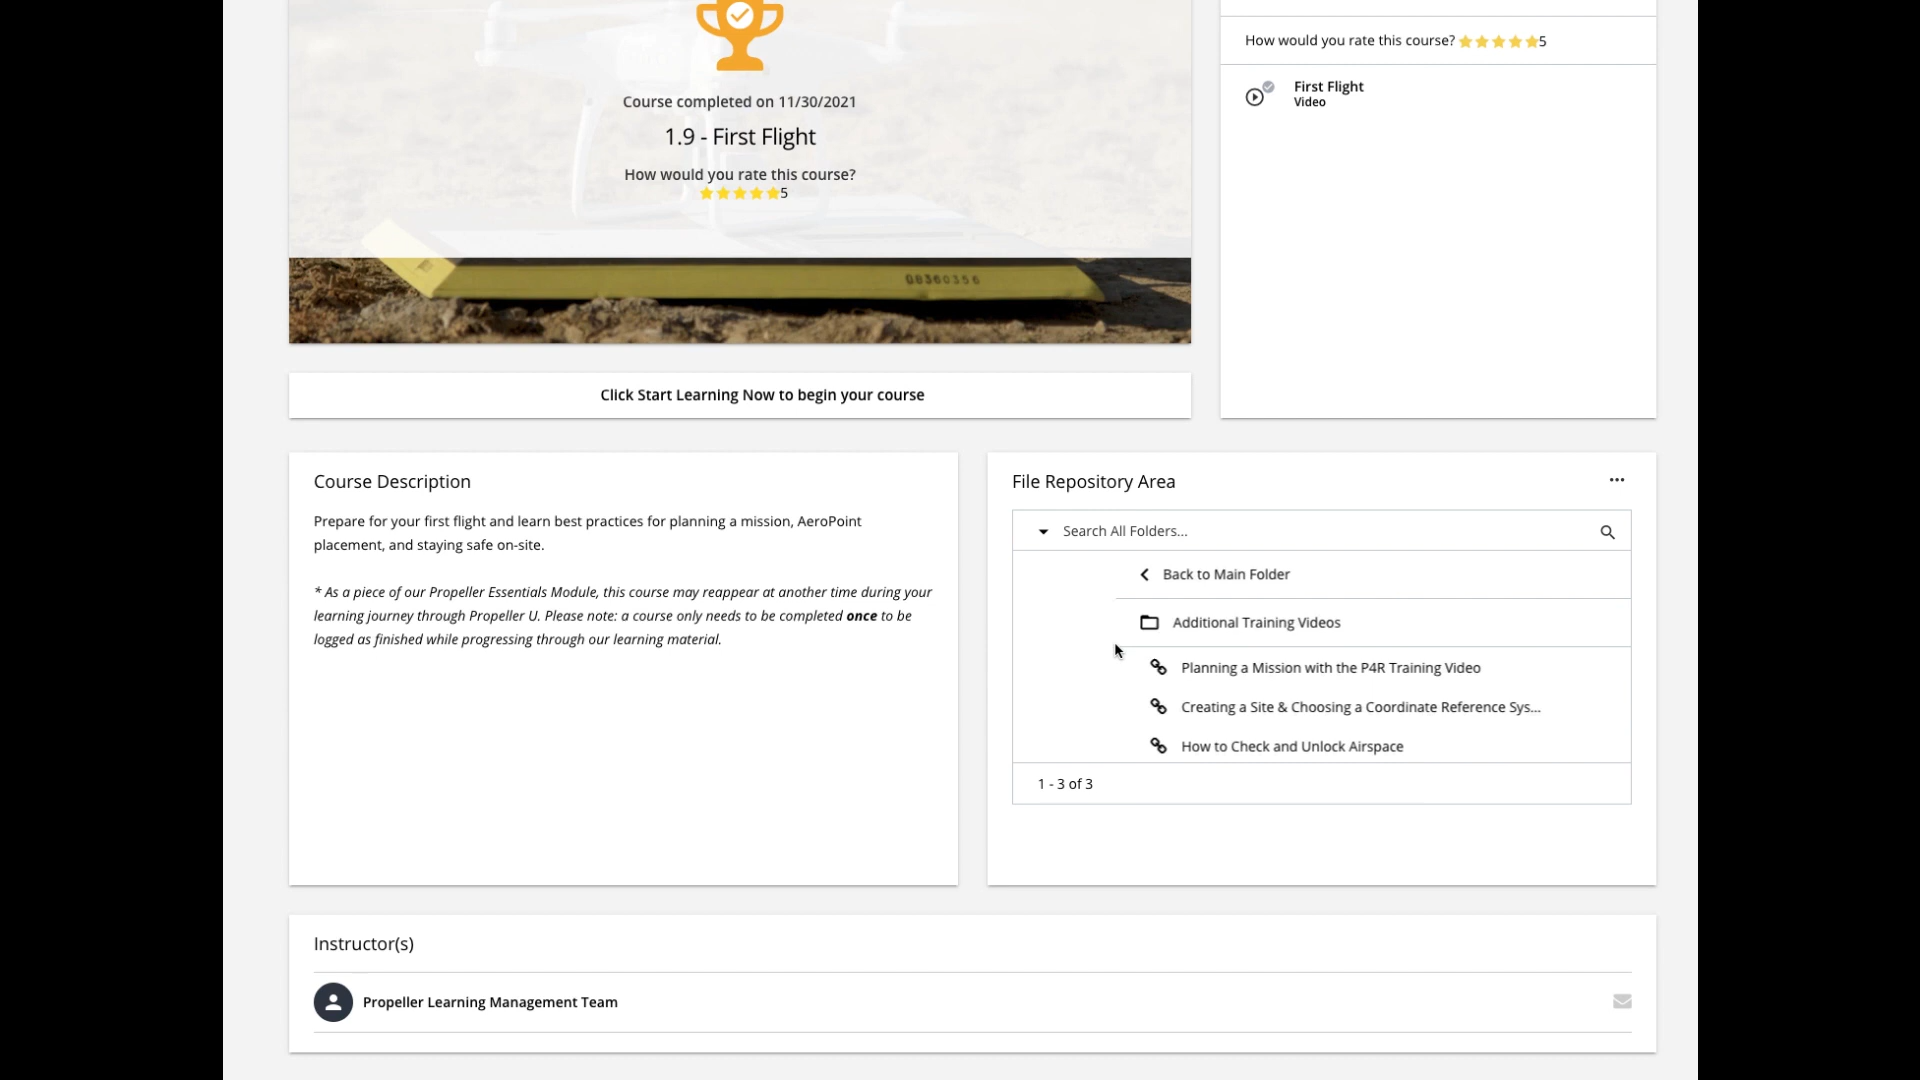 How would you rate this course? 5
First Flight
Video
Course completed on 11/30/2021
1.9 - First Flight
How would you rate this course?
5
08360356
Click Start Learning Now to begin your course
Course Description
Prepare for your first flight and learn best practices for planning a mission, AeroPoint
placement, and staying safe on-site.
* As a piece of our Propeller Essentials Module, this course may reappear at another time during your
learning journey through Propeller U. Please note: a course only needs to be completed once to be
logged as finished while progressing through our learning material.
File Repository Area
Search All Folders...
Back to Main Folder
Additional Training Videos
Planning a Mission with the P4R Training Video
Creating a Site & Choosing a Coordinate Reference Sys...
How to Check and Unlock Airspace
1 - 3 of 3
Instructor(s)
Propeller Learning Management Team